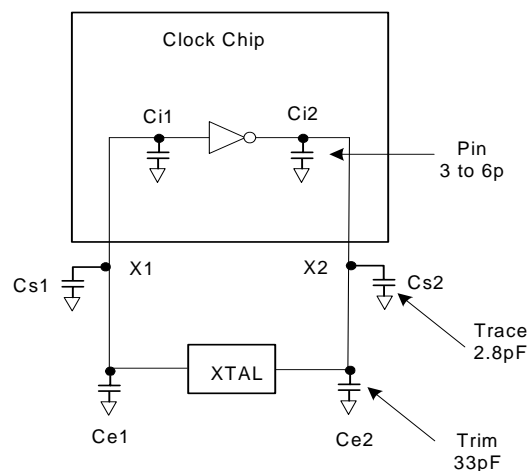 Clock Chip
Ci1
Ci2
Pin
3 to 6p
X1
X2
Cs1
Cs2
Trace
2.8pF
XTAL
Ce1
Ce2
Trim
33pF